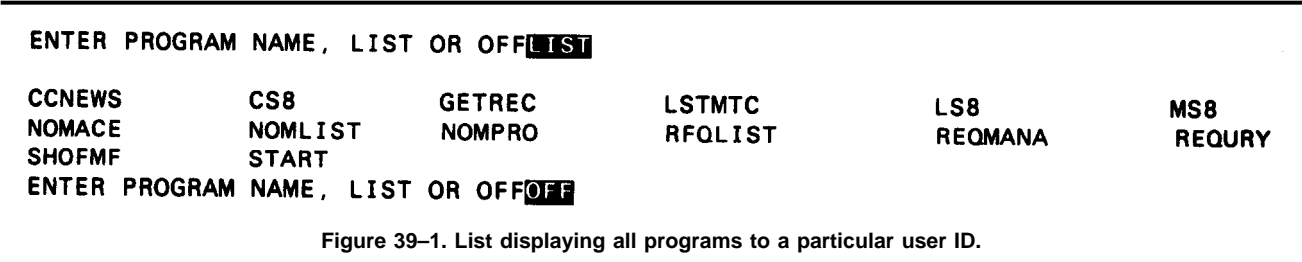 ENTER PROGRAM NAME, LIST OR OFFLIST
CCNEWS CS8 GETREC LSTMTC LS8 MS8
NOMACE NOMLIST NOMPRO RFQLIST REQMANA REQURY
SHOFMF START
ENTER PROGRAM NAME, LIST OR OFFOFF
Figure 39–1. List displaying all programs to a particular user ID.